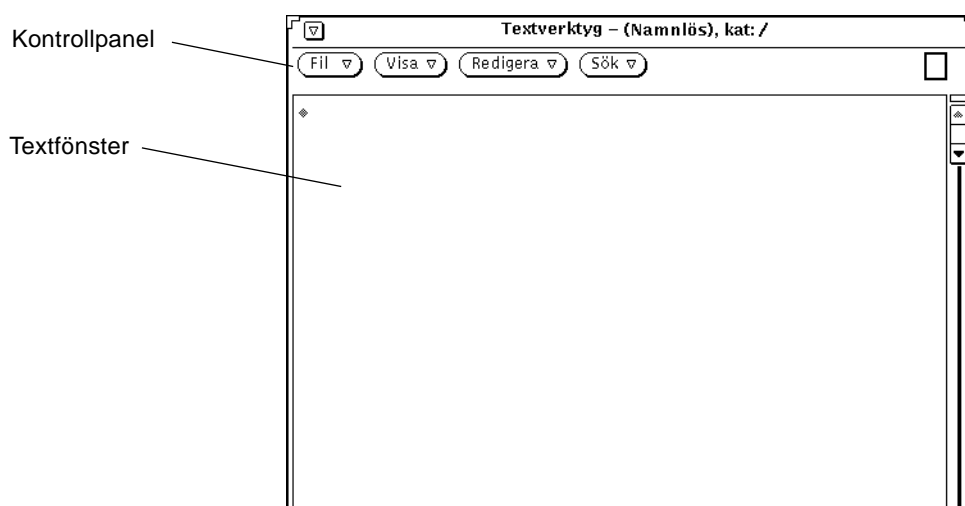 Textverktyg – (Namnlös), kat: /
Kontrollpanel
Fil Visa Redigera Sök
Textfönster